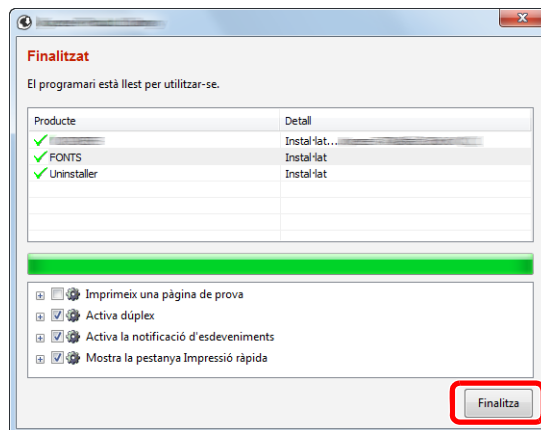 Finalitzat
El programari està llest per utilitzar-se.
Producte Detall
Instal·lat...
FONTS Instal·lat
Uninstaller Instal·lat
Imprimeix una pàgina de prova
Activa dúplex
Activa la notificació d'esdeveniments
Mostra la pestanya Impressió ràpida
Finalitza